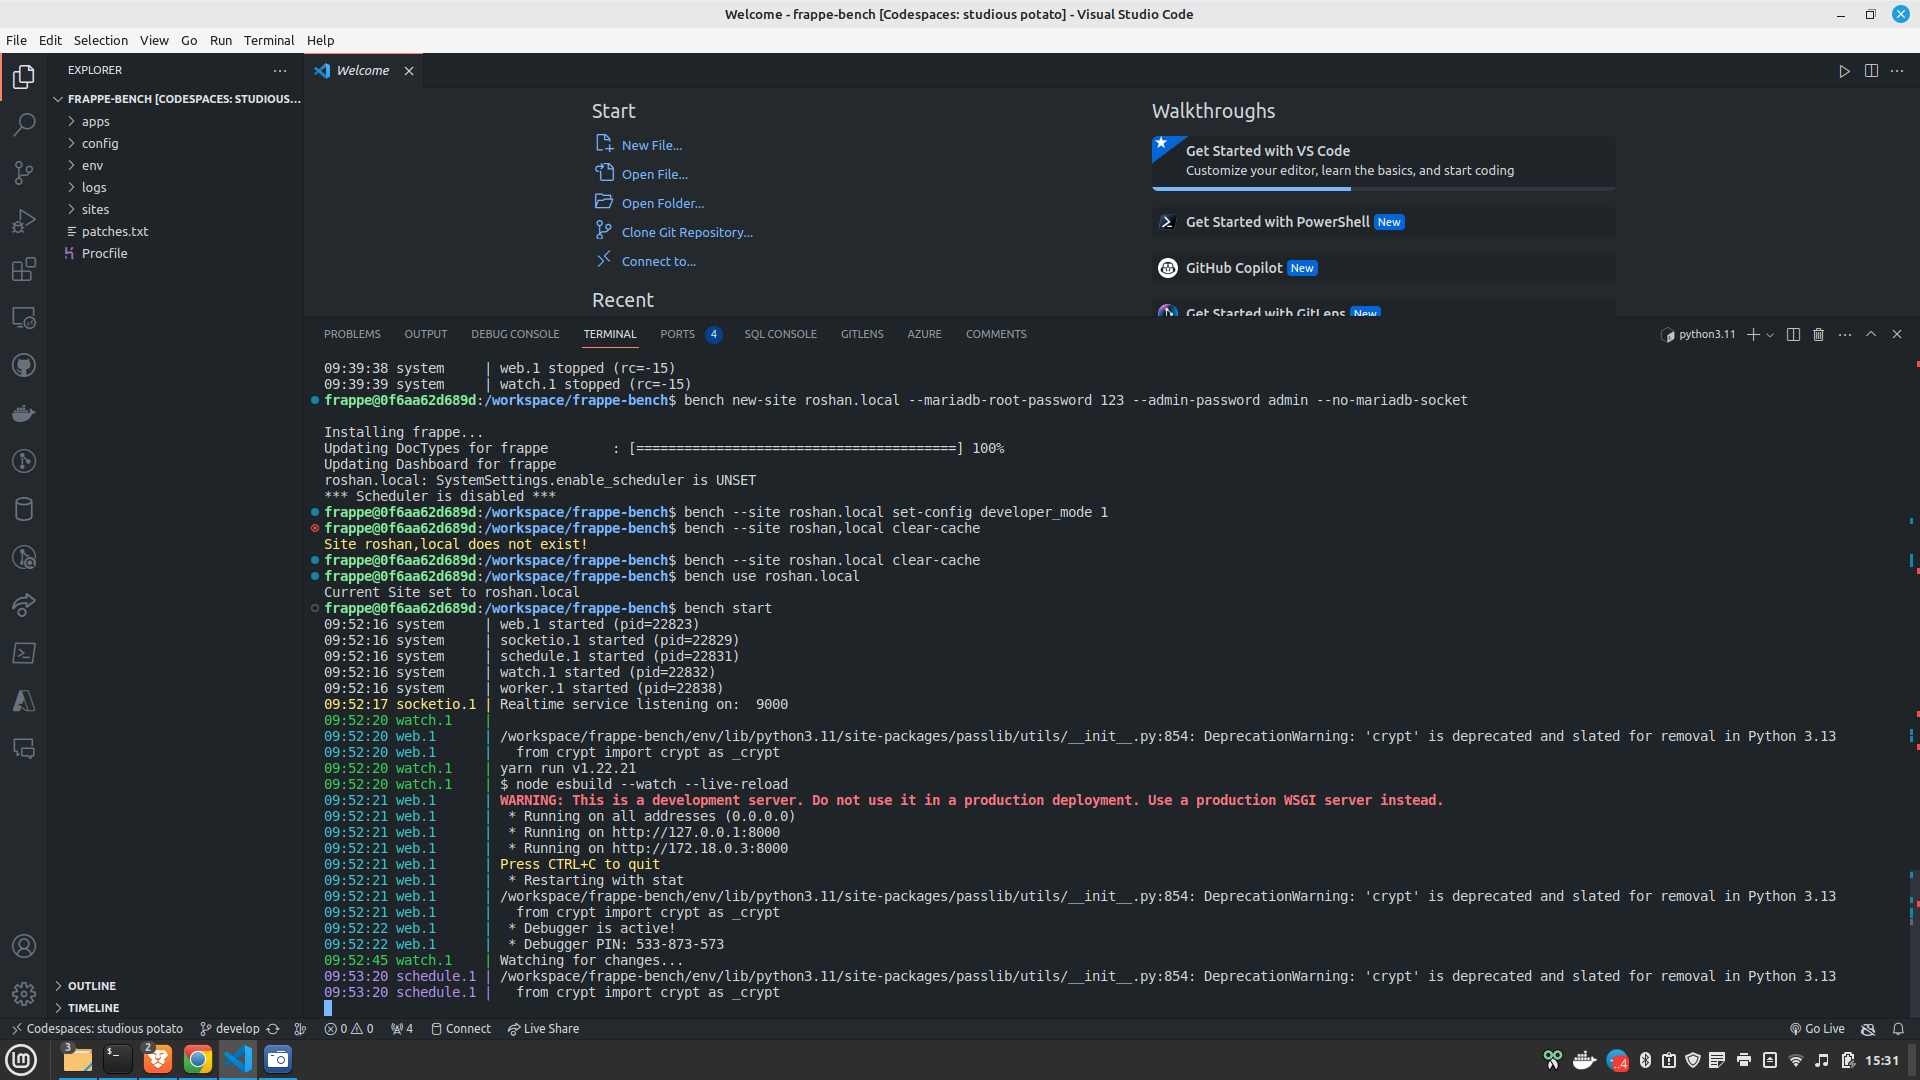 Welcome - frappe-bench [Codespaces: studious potato] - Visual Studio Code
File Edit Selection View Go Run Terminal Help
EXPLORER
FRAPPE-BENCH [CODESPACES: STUDIOUS...
apps
config
env
logs
sites
patches.txt
Procfile
OUTLINE
TIMELINE
Welcome
Start
New File...
Open File...
Open Folder...
Clone Git Repository...
Connect to...
Recent
Walkthroughs
Get Started with VS Code
Customize your editor, learn the basics, and start coding
Get Started with PowerShell New
GitHub Copilot New
Get Started with GitLens New
PROBLEMS OUTPUT DEBUG CONSOLE TERMINAL PORTS 4 SQL CONSOLE GITLENS AZURE COMMENTS
python3.11
09:39:38 system     | web.1 stopped (rc=-15)
09:39:39 system     | watch.1 stopped (rc=-15)
frappe@0f6aa62d689d:/workspace/frappe-bench$ bench new-site roshan.local --mariadb-root-password 123 --admin-password admin --no-mariadb-socket
Installing frappe...
Updating DocTypes for frappe        : [========================================] 100%
Updating Dashboard for frappe
roshan.local: SystemSettings.enable_scheduler is UNSET
*** Scheduler is disabled ***
frappe@0f6aa62d689d:/workspace/frappe-bench$ bench --site roshan.local set-config developer_mode 1
frappe@0f6aa62d689d:/workspace/frappe-bench$ bench --site roshan,local clear-cache
Site roshan,local does not exist!
frappe@0f6aa62d689d:/workspace/frappe-bench$ bench --site roshan.local clear-cache
frappe@0f6aa62d689d:/workspace/frappe-bench$ bench use roshan.local
Current Site set to roshan.local
frappe@0f6aa62d689d:/workspace/frappe-bench$ bench start
09:52:16 system     | web.1 started (pid=22823)
09:52:16 system     | socketio.1 started (pid=22829)
09:52:16 system     | schedule.1 started (pid=22831)
09:52:16 system     | watch.1 started (pid=22832)
09:52:16 system     | worker.1 started (pid=22838)
09:52:17 socketio.1 | Realtime service listening on:  9000
09:52:20 watch.1    |
09:52:20 web.1      | /workspace/frappe-bench/env/lib/python3.11/site-packages/passlib/utils/__init__.py:854: DeprecationWarning: 'crypt' is deprecated and slated for removal in Python 3.13
09:52:20 web.1      |   from crypt import crypt as _crypt
09:52:20 watch.1    | yarn run v1.22.21
09:52:20 watch.1    | $ node esbuild --watch --live-reload
09:52:21 web.1      | WARNING: This is a development server. Do not use it in a production deployment. Use a production WSGI server instead.
09:52:21 web.1      |  * Running on all addresses (0.0.0.0)
09:52:21 web.1      |  * Running on http://127.0.0.1:8000
09:52:21 web.1      |  * Running on http://172.18.0.3:8000
09:52:21 web.1      | Press CTRL+C to quit
09:52:21 web.1      |  * Restarting with stat
09:52:21 web.1      | /workspace/frappe-bench/env/lib/python3.11/site-packages/passlib/utils/__init__.py:854: DeprecationWarning: 'crypt' is deprecated and slated for removal in Python 3.13
09:52:21 web.1      |   from crypt import crypt as _crypt
09:52:22 web.1      |  * Debugger is active!
09:52:22 web.1      |  * Debugger PIN: 533-873-573
09:52:45 watch.1    | Watching for changes...
09:53:20 schedule.1 | /workspace/frappe-bench/env/lib/python3.11/site-packages/passlib/utils/__init__.py:854: DeprecationWarning: 'crypt' is deprecated and slated for removal in Python 3.13
09:53:20 schedule.1 |   from crypt import crypt as _crypt
Codespaces: studious potato develop 0 0 4 Connect Live Share Go Live
3 2 ..4 15:31